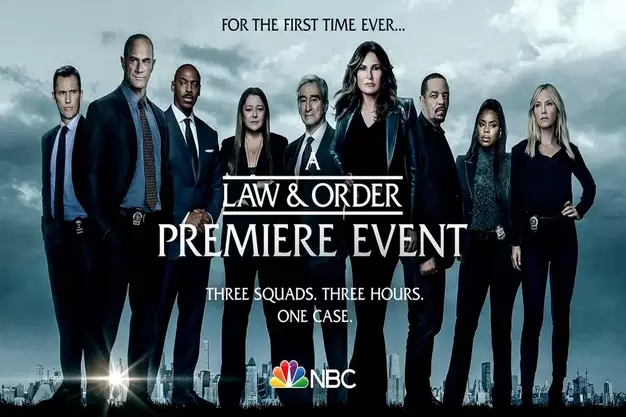 FOR THE FIRST TIME EVER...
A
LAW & ORDER
PREMIERE EVENT
THREE SQUADS. THREE HOURS.
ONE CASE.
NBC